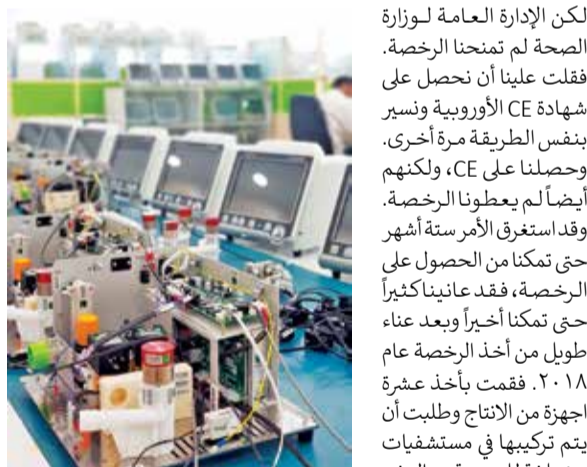 لكن الإدارة العامة لوزارة
الصحة لم تمنحنا الرخصة.
فقلت علينا أن نحصل على
شهادة CE الأوروبية ونسير
بنفس الطريقة مرة أخرى.
وحصلنا على CE، ولكنهم
أيضاً لم يعطونا الرخصة.
وقد استغرق الأمر ستة أشهر
حتى تمكنا من الحصول على
الرخصة، فقد عانينا كثيراً
حتى تمكنا أخيراً وبعد عناء
طويل من أخذ الرخصة عام
٢٠١٨. فقمت بأخذ عشرة
اجهزة من الانتاج وطلبت أن
يتم تركيبها في مستشفيات